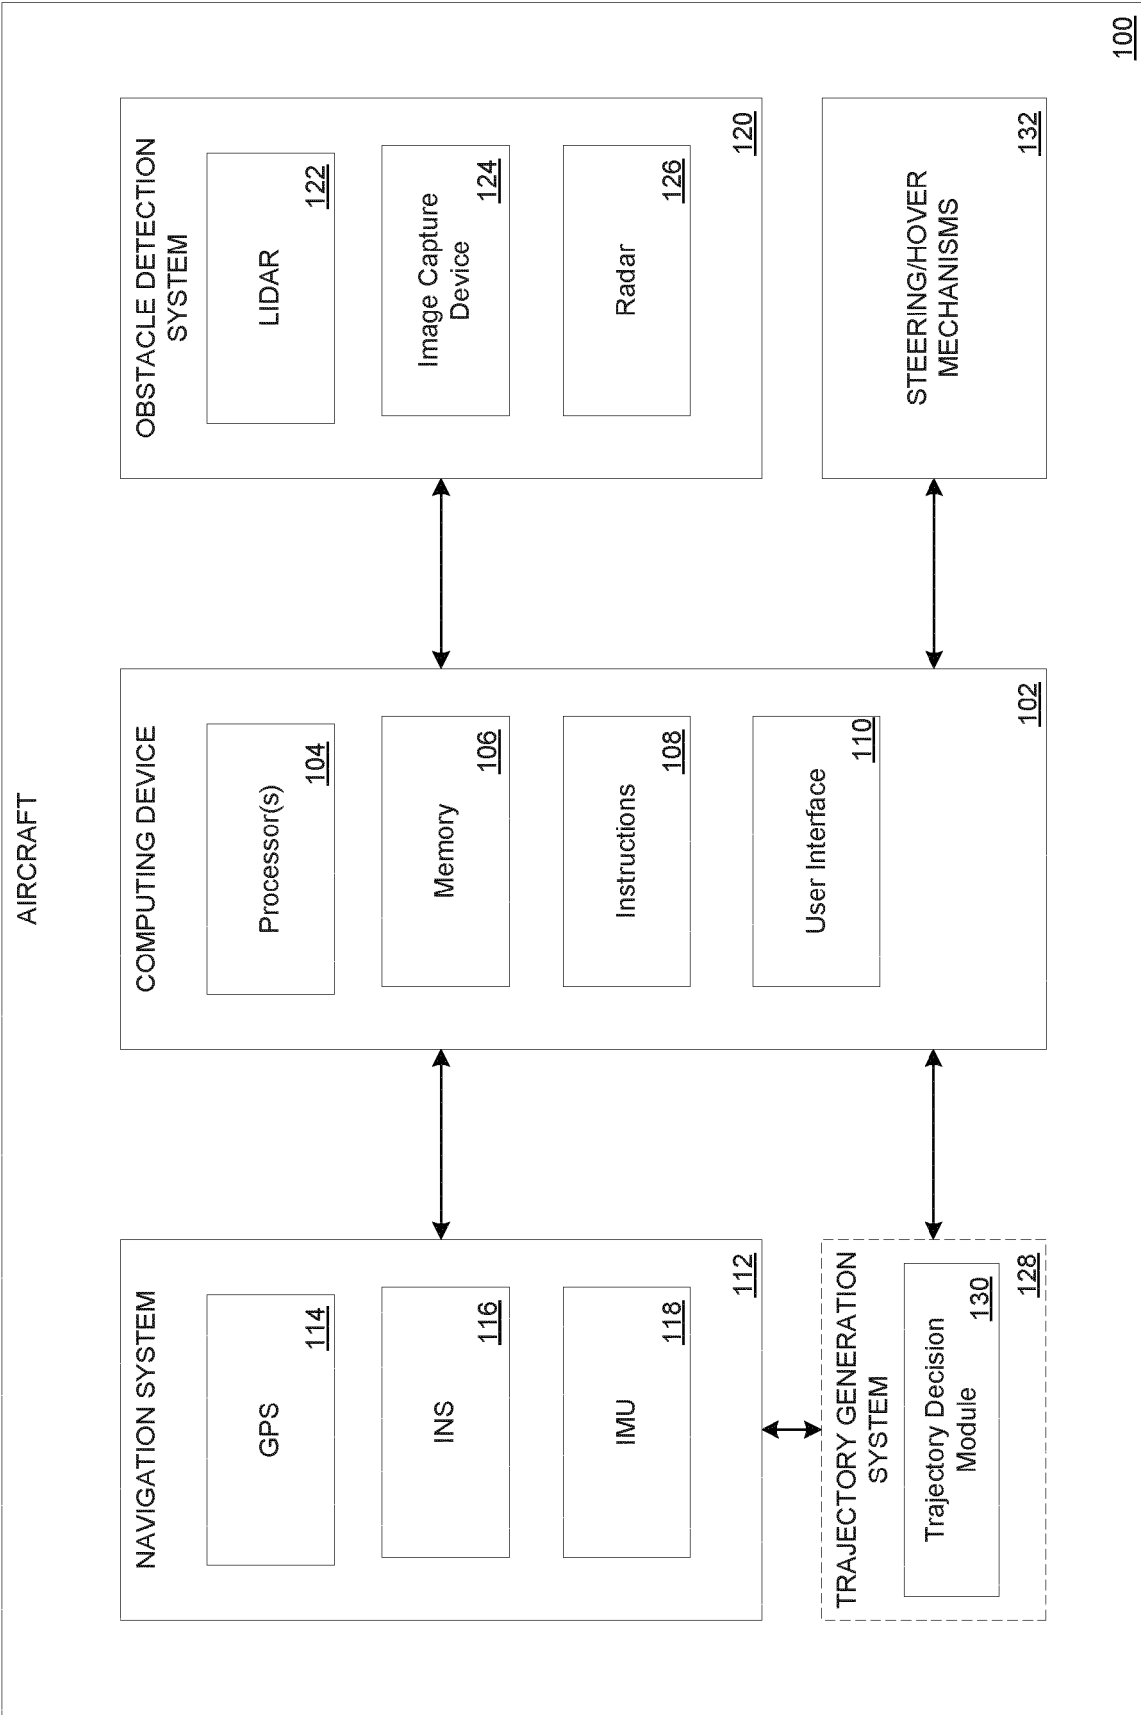 AIRCRAFT
NAVIGATION SYSTEM
GPS
114
INS
116
IMU
118
112
TRAJECTORY GENERATION
SYSTEM
Trajectory Decision
Module
130
128
COMPUTING DEVICE
Processor(s)
104
Memory
106
Instructions
108
User Interface
110
102
OBSTACLE DETECTION
SYSTEM
LIDAR
122
Image Capture
Device
124
Radar
126
120
STEERING/HOVER
MECHANISMS
132
100